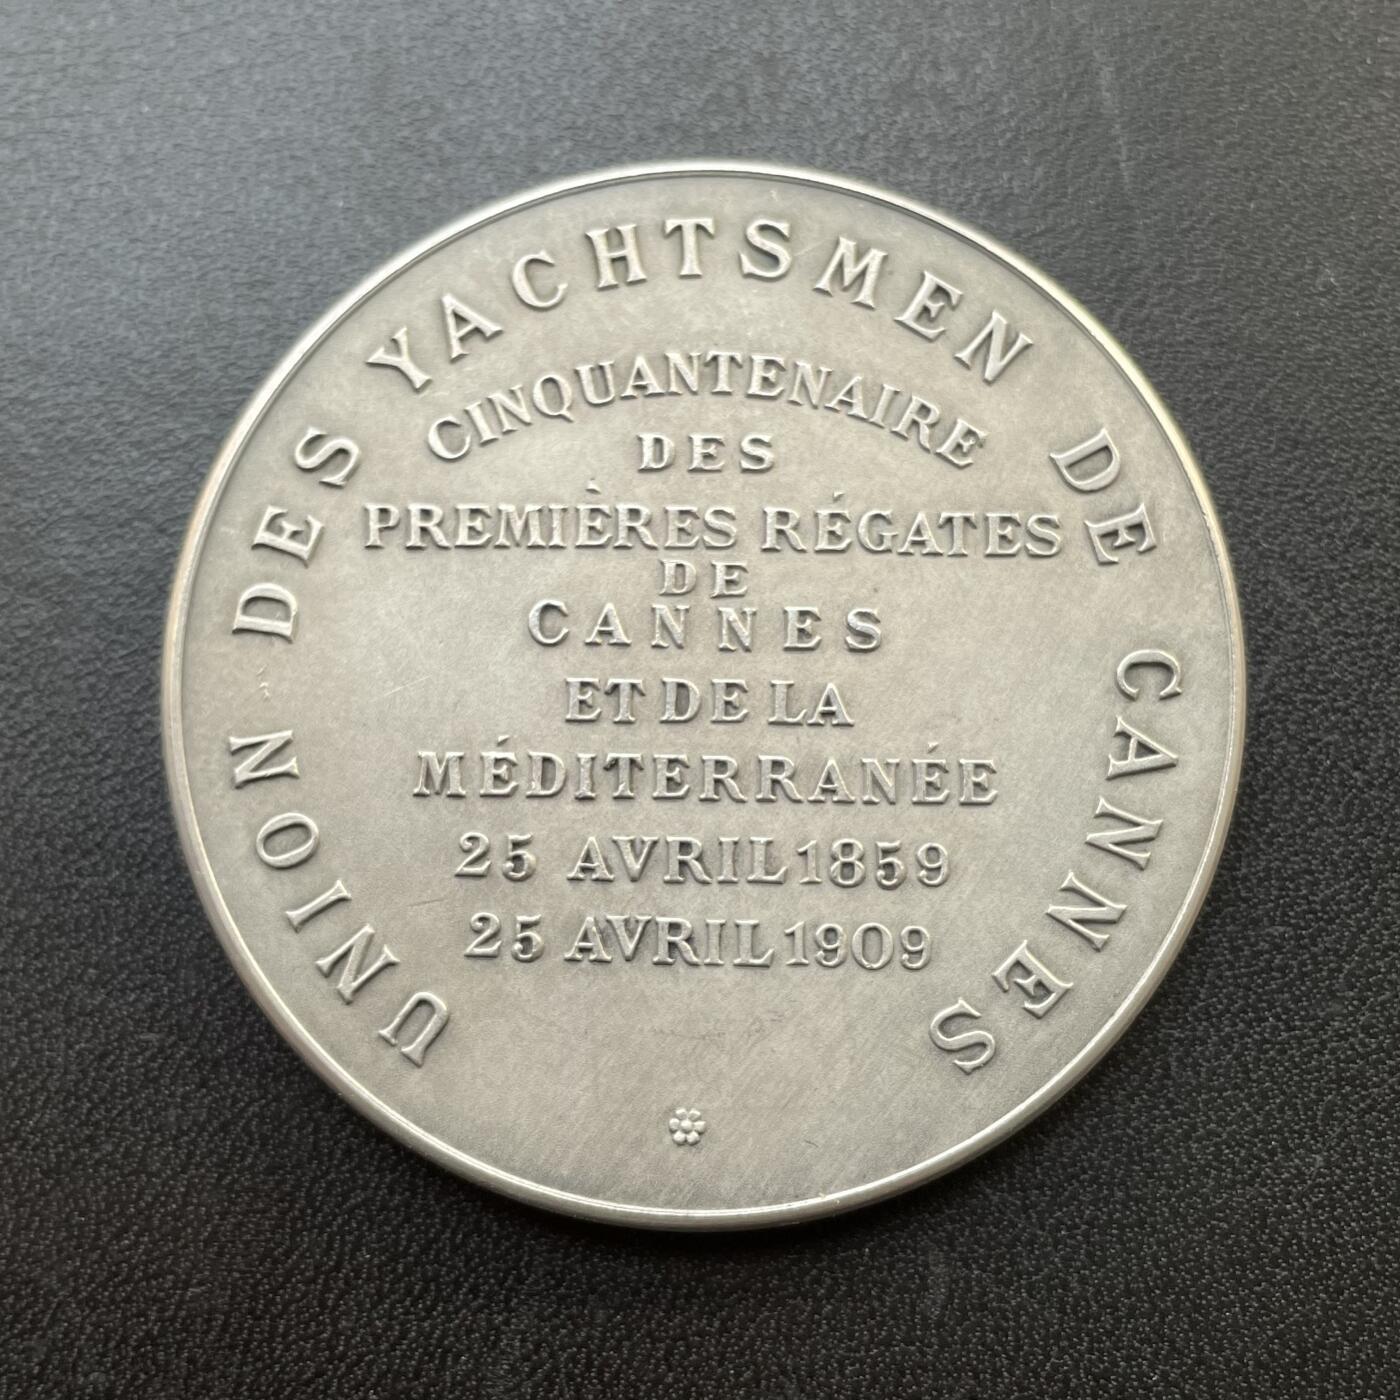 UNION DES YACHTSMEN DE CANNES
CINQUANTENAIRE
DES
PREMIÈRES RÉGATES
DE
CANNES
ET DE LA
MÉDITERRANÉE
25 AVRIL 1859
25 AVRIL 1909